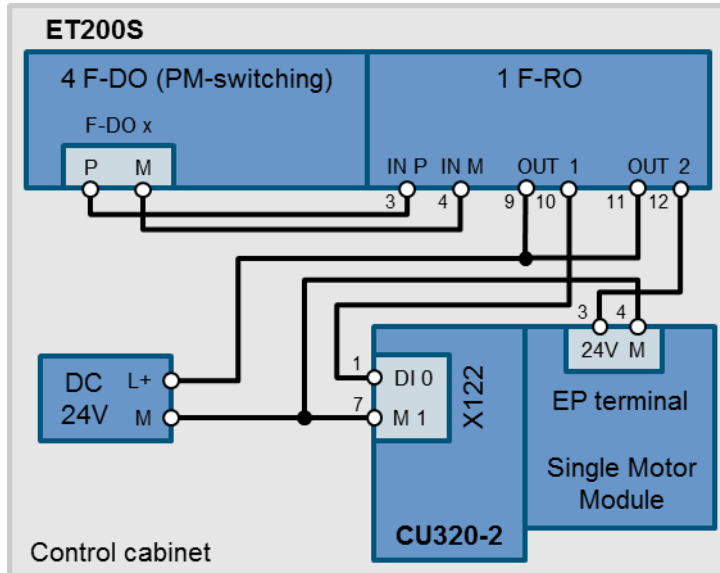 ET200S
4 F-DO (PM-switching)
1 F-RO
F-DO x
P M
IN P IN M OUT 1 OUT 2
3 4 9 10 11 12
3 4
24V M
DC 24V
L+
M
1
7
DI 0
M 1
X122
EP terminal
Single Motor
Module
CU320-2
Control cabinet